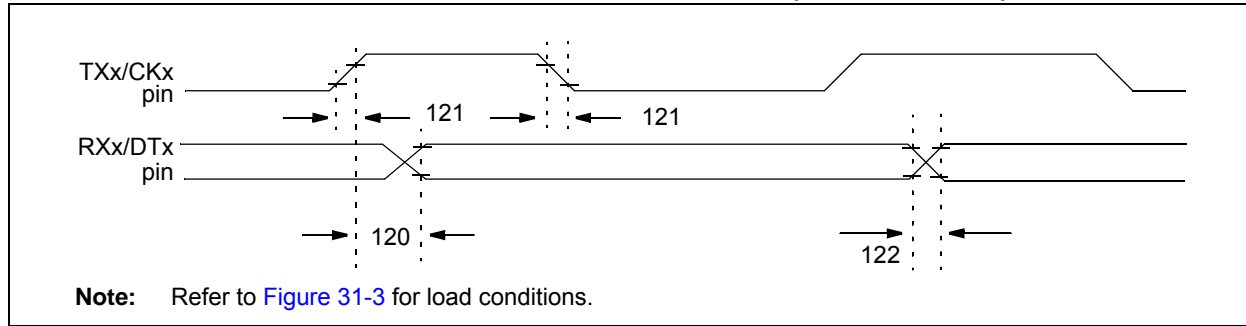 TXx/CKx
pin
121
121
RXx/DTx
pin
120
122
Note: Refer to Figure 31-3 for load conditions.